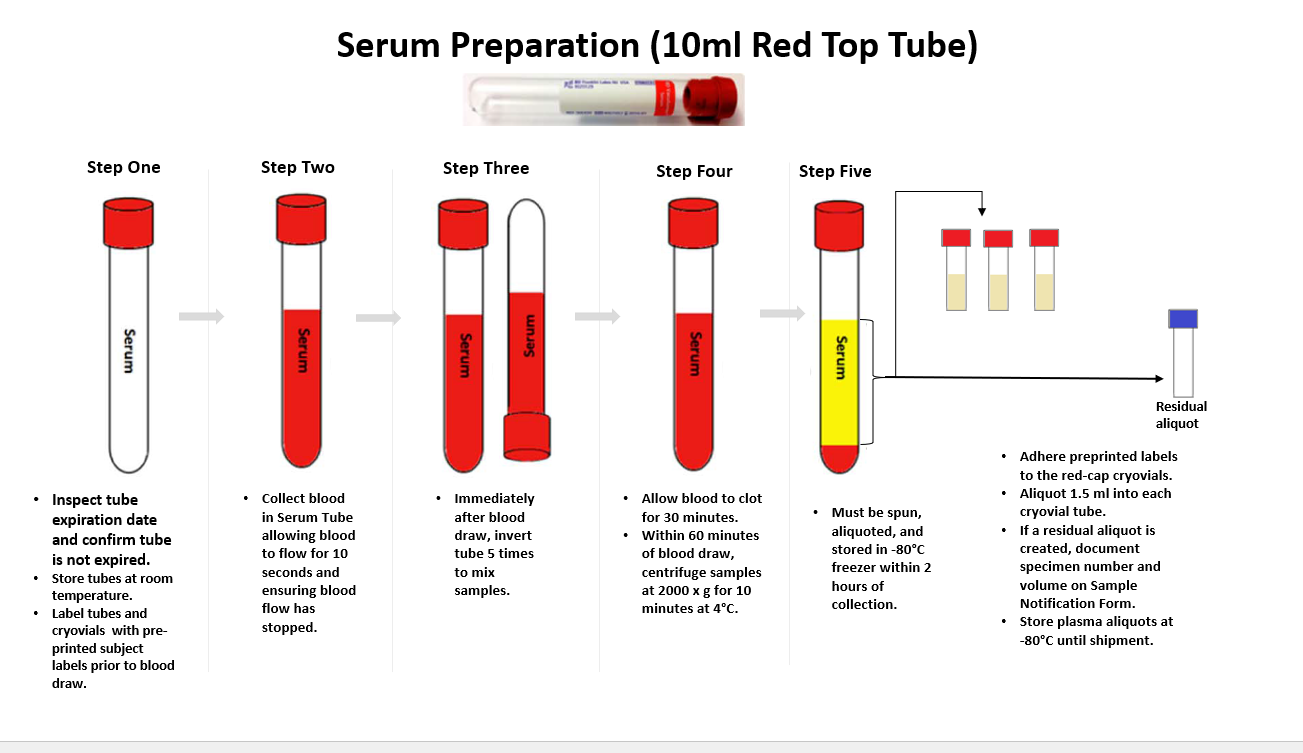 Serum Preparation (10ml Red Top Tube)
Step One
Serum
• Inspect tube
expiration date
and confirm tube
is not expired.
• Store tubes at room
temperature.
• Label tubes and
cryovials with pre-
printed subject
labels prior to blood
draw.
Step Two
Serum
• Collect blood
in Serum Tube
allowing blood
to flow for 10
seconds and
ensuring blood
flow has
stopped.
Step Three
Serum
Serum
• Immediately
after blood
draw, invert
tube 5 times
to mix
samples.
Step Four
Serum
• Allow blood to clot
for 30 minutes.
• Within 60 minutes
of blood draw,
centrifuge samples
at 2000 x g for 10
minutes at 4°C.
Step Five
Serum
• Must be spun,
aliquoted, and
stored in -80°C
freezer within 2
hours of
collection.
Residual
aliquot
• Adhere preprinted labels
to the red-cap cryovials.
• Aliquot 1.5 ml into each
cryovial tube.
• If a residual aliquot is
created, document
specimen number and
volume on Sample
Notification Form.
• Store plasma aliquots at
-80°C until shipment.